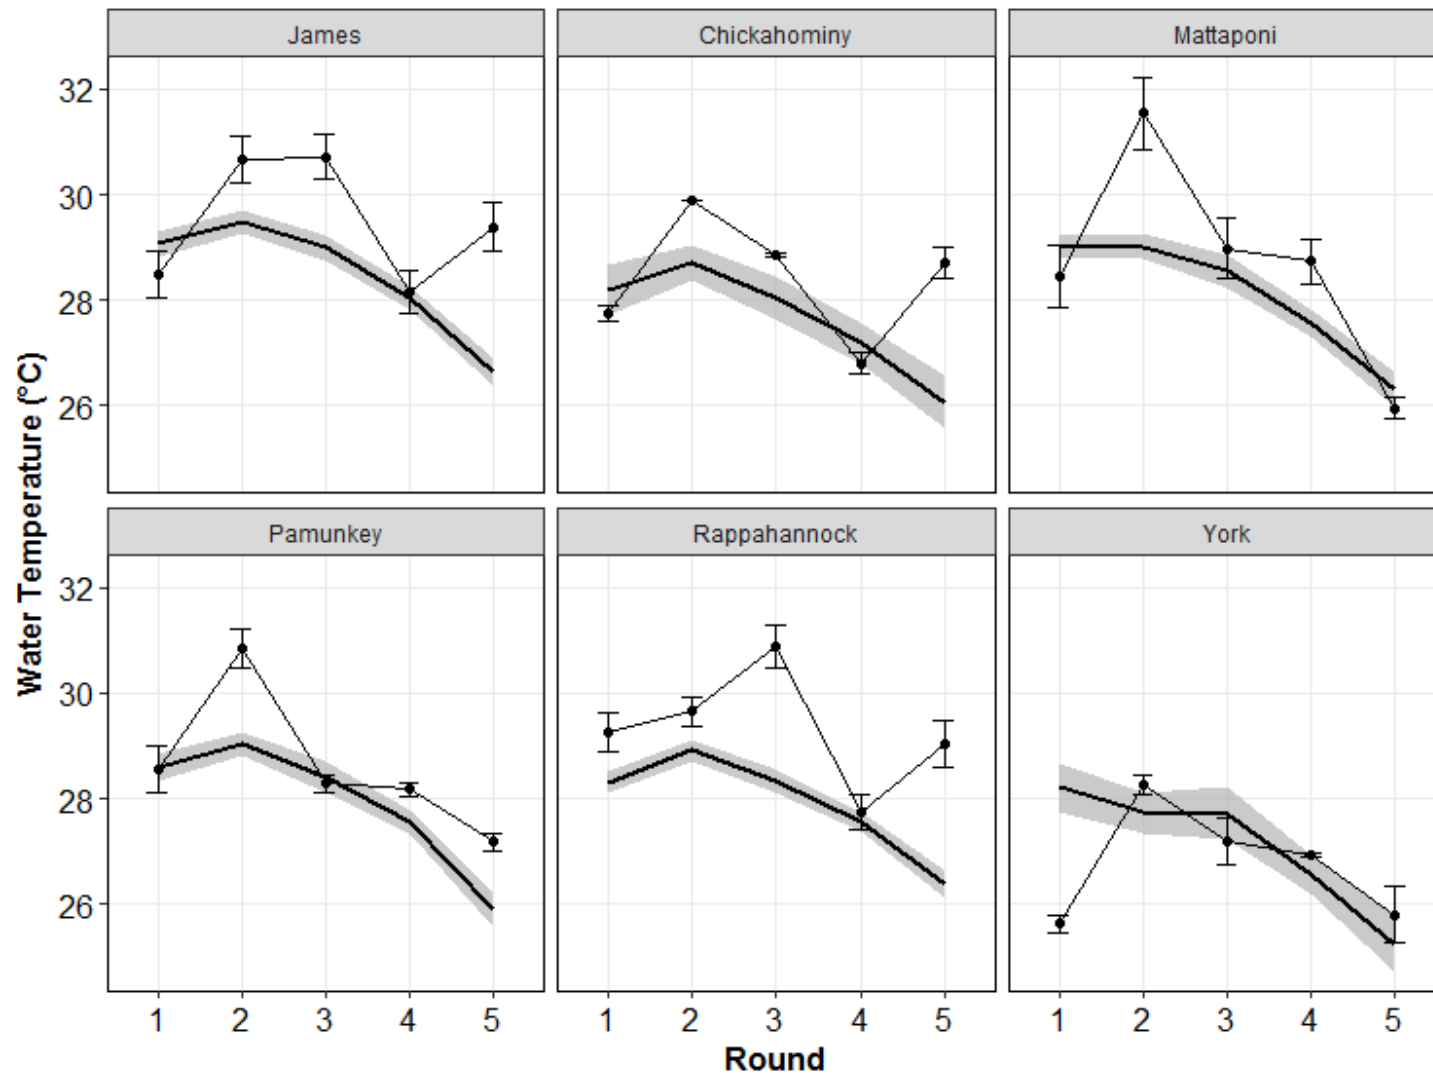 James Chickahominy Mattaponi
32
30
28
26
Pamunkey Rappahannock York
32
30
28
26
Water Temperature (°C)
1 2 3 4 5 1 2 3 4 5 1 2 3 4 5
Round